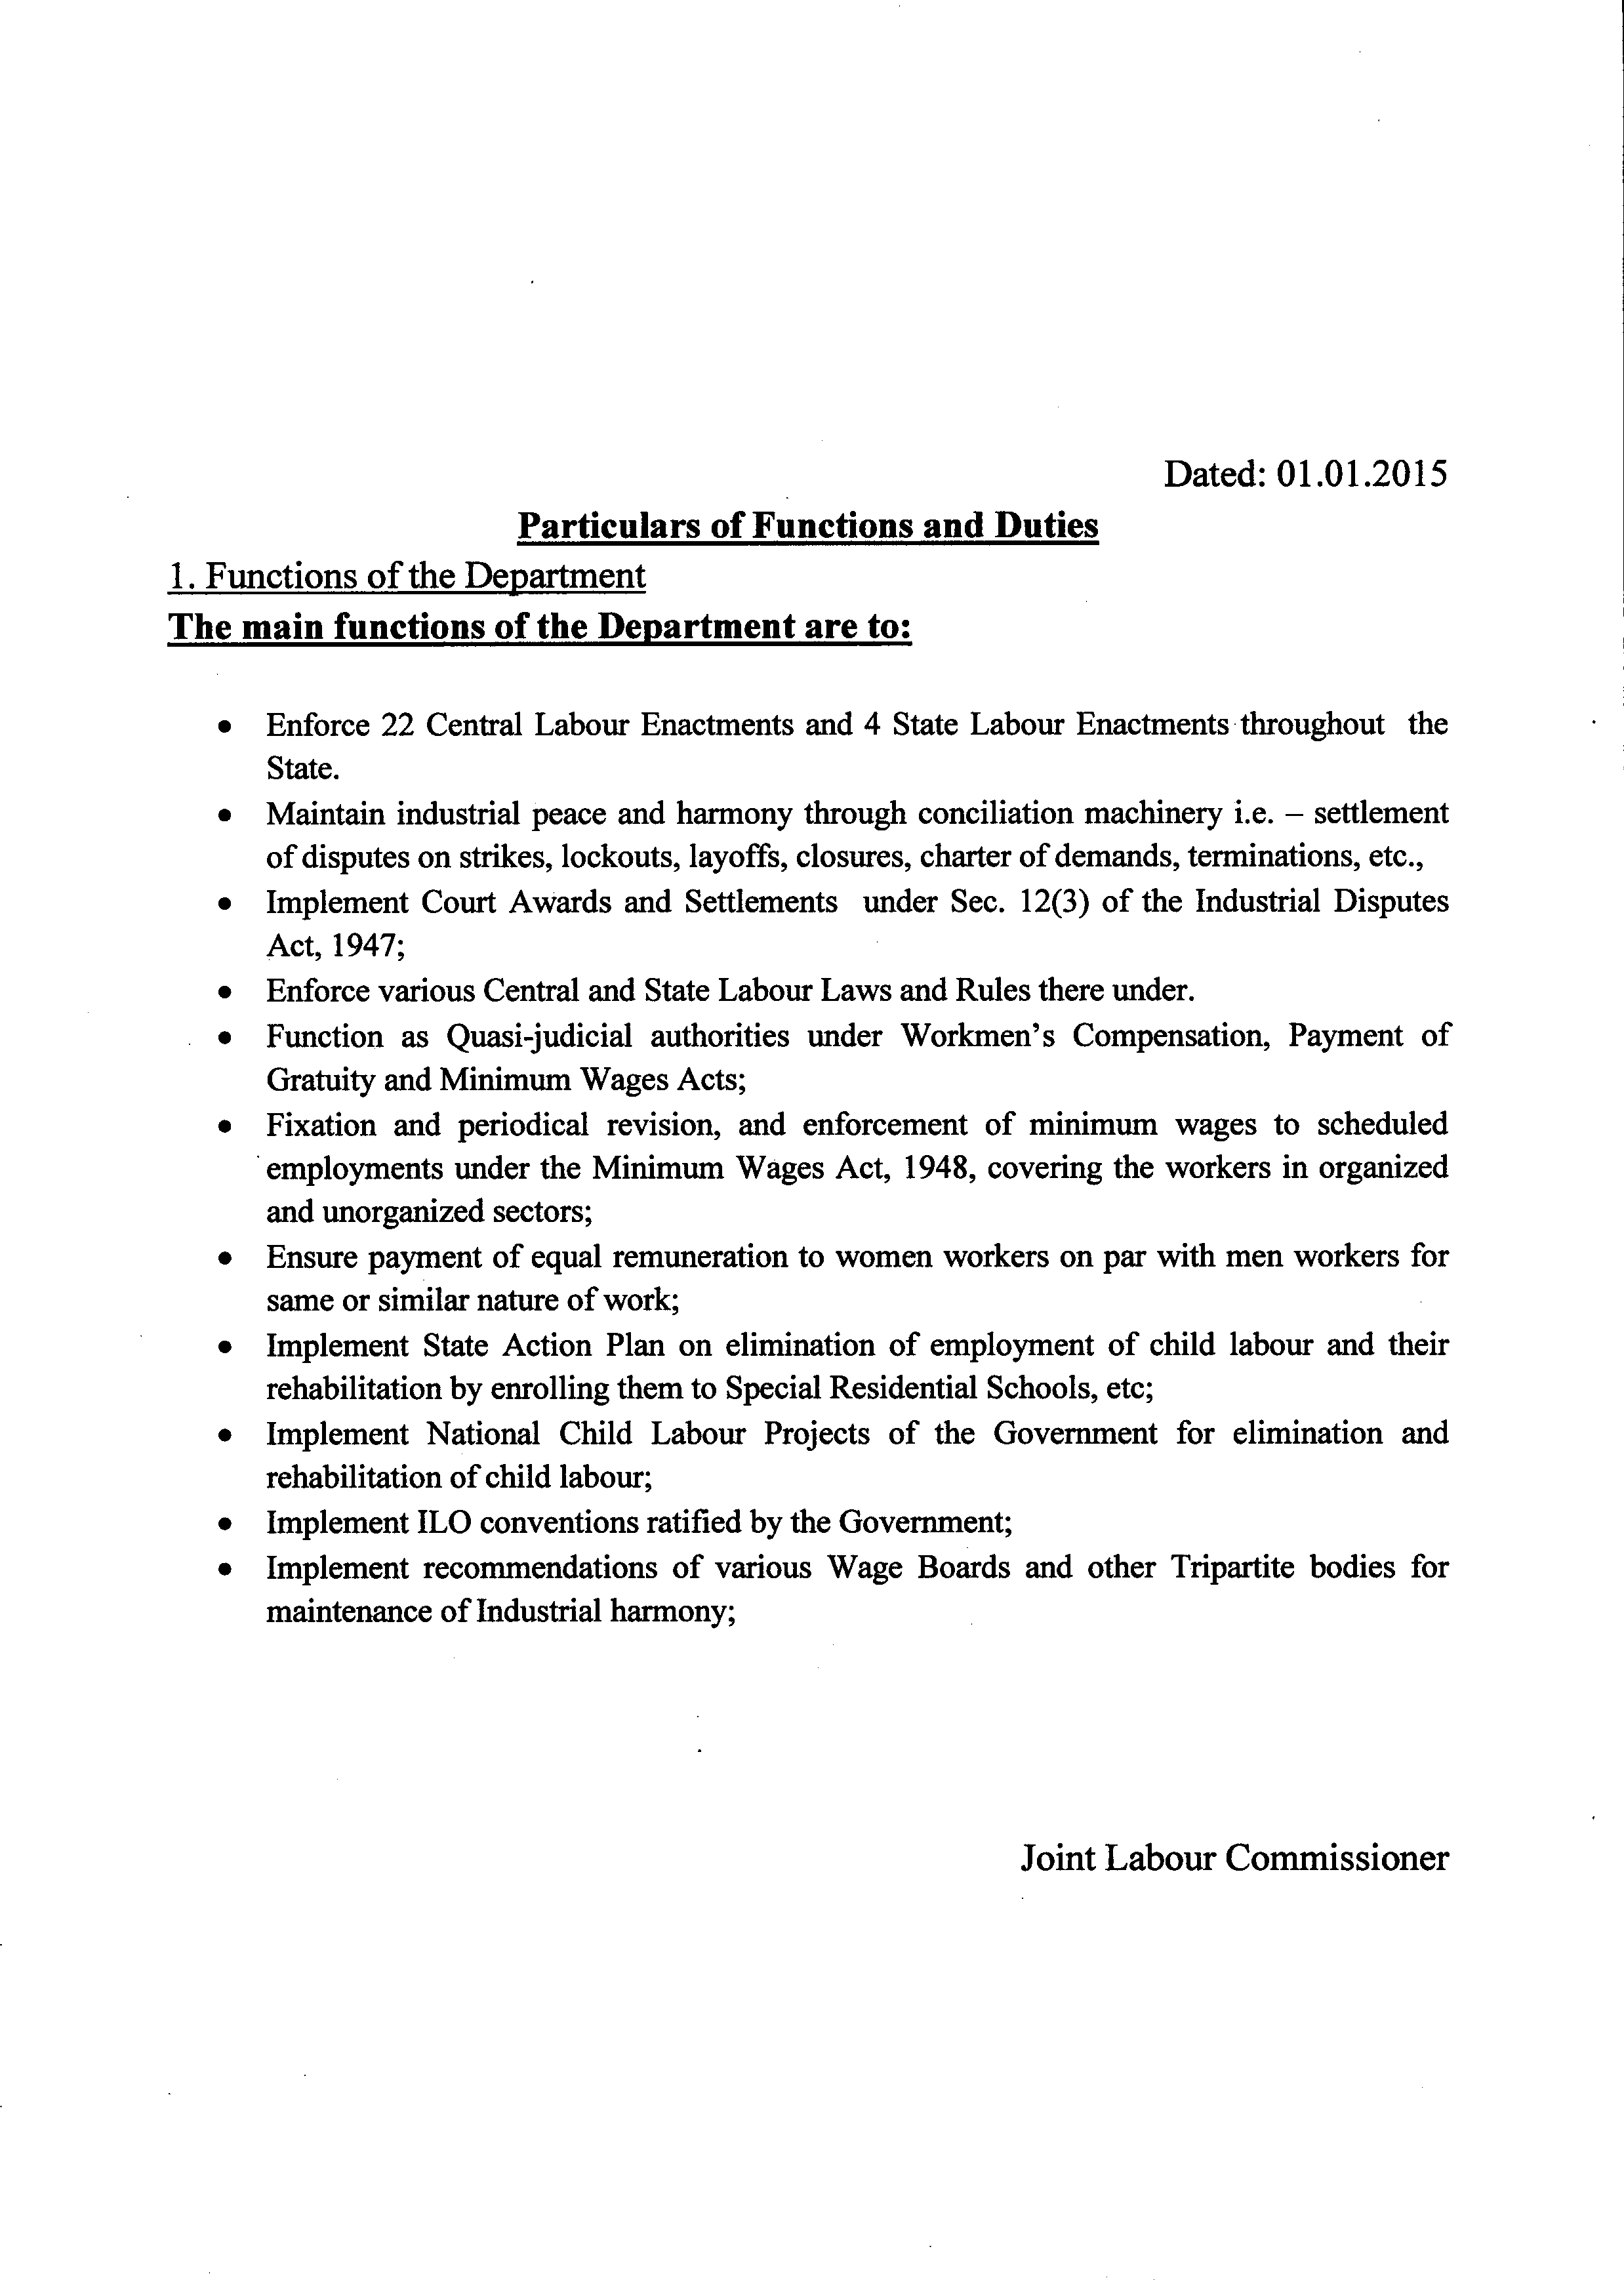 Dated: 01.01.2015
Particulars of Functions and Duties
1. Functions of the Department
The main functions of the Department are to:
• Enforce 22 Central Labour Enactments and 4 State Labour Enactments throughout the
State.
• Maintain industrial peace and harmony through conciliation machinery i.e. – settlement
of disputes on strikes, lockouts, layoffs, closures, charter of demands, terminations, etc.,
• Implement Court Awards and Settlements under Sec. 12(3) of the Industrial Disputes
Act, 1947;
• Enforce various Central and State Labour Laws and Rules there under.
• Function as Quasi-judicial authorities under Workmen's Compensation, Payment of
Gratuity and Minimum Wages Acts;
• Fixation and periodical revision, and enforcement of minimum wages to scheduled
employments under the Minimum Wages Act, 1948, covering the workers in organized
and unorganized sectors;
• Ensure payment of equal remuneration to women workers on par with men workers for
same or similar nature of work;
• Implement State Action Plan on elimination of employment of child labour and their
rehabilitation by enrolling them to Special Residential Schools, etc;
• Implement National Child Labour Projects of the Government for elimination and
rehabilitation of child labour;
• Implement ILO conventions ratified by the Government;
• Implement recommendations of various Wage Boards and other Tripartite bodies for
maintenance of Industrial harmony;
Joint Labour Commissioner